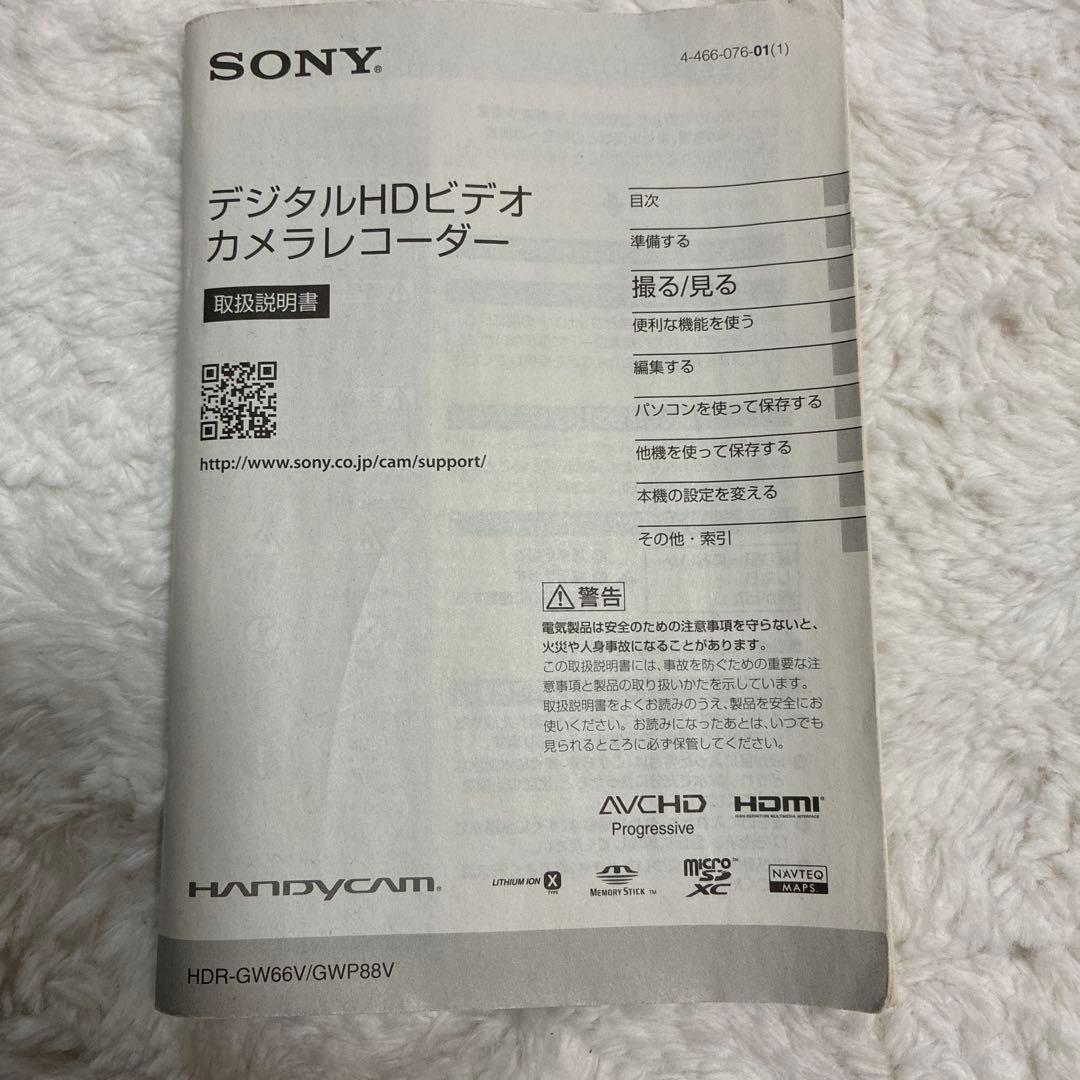 SONY®
4-466-076-01(1)
デジタルHDビデオ
カメラレコーダー
取扱説明書
http://www.sony.co.jp/cam/support/
目次
準備する
撮る/見る
便利な機能を使う
編集する
パソコンを使って保存する
他機を使って保存する
本機の設定を変える
その他・索引
警告
電気製品は安全のための注意事項を守らないと、
火災や人身事故になることがあります。
この取扱説明書には、事故を防ぐための重要な注
意事項と製品の取り扱いかたを示しています。
取扱説明書をよくお読みのうえ、製品を安全にお
使いください。お読みになったあとは、いつでも
見られるところに必ず保管してください。
AVCHD
Progressive
HDMI®
HIGH-DEFINITION MULTIMEDIA INTERFACE
HANDYCAM®
LITHIUM ION X
TYPE
MEMORY STICK ™
micro
SD™
XC
NAVTEQ
MAPS
HDR-GW66V/GWP88V